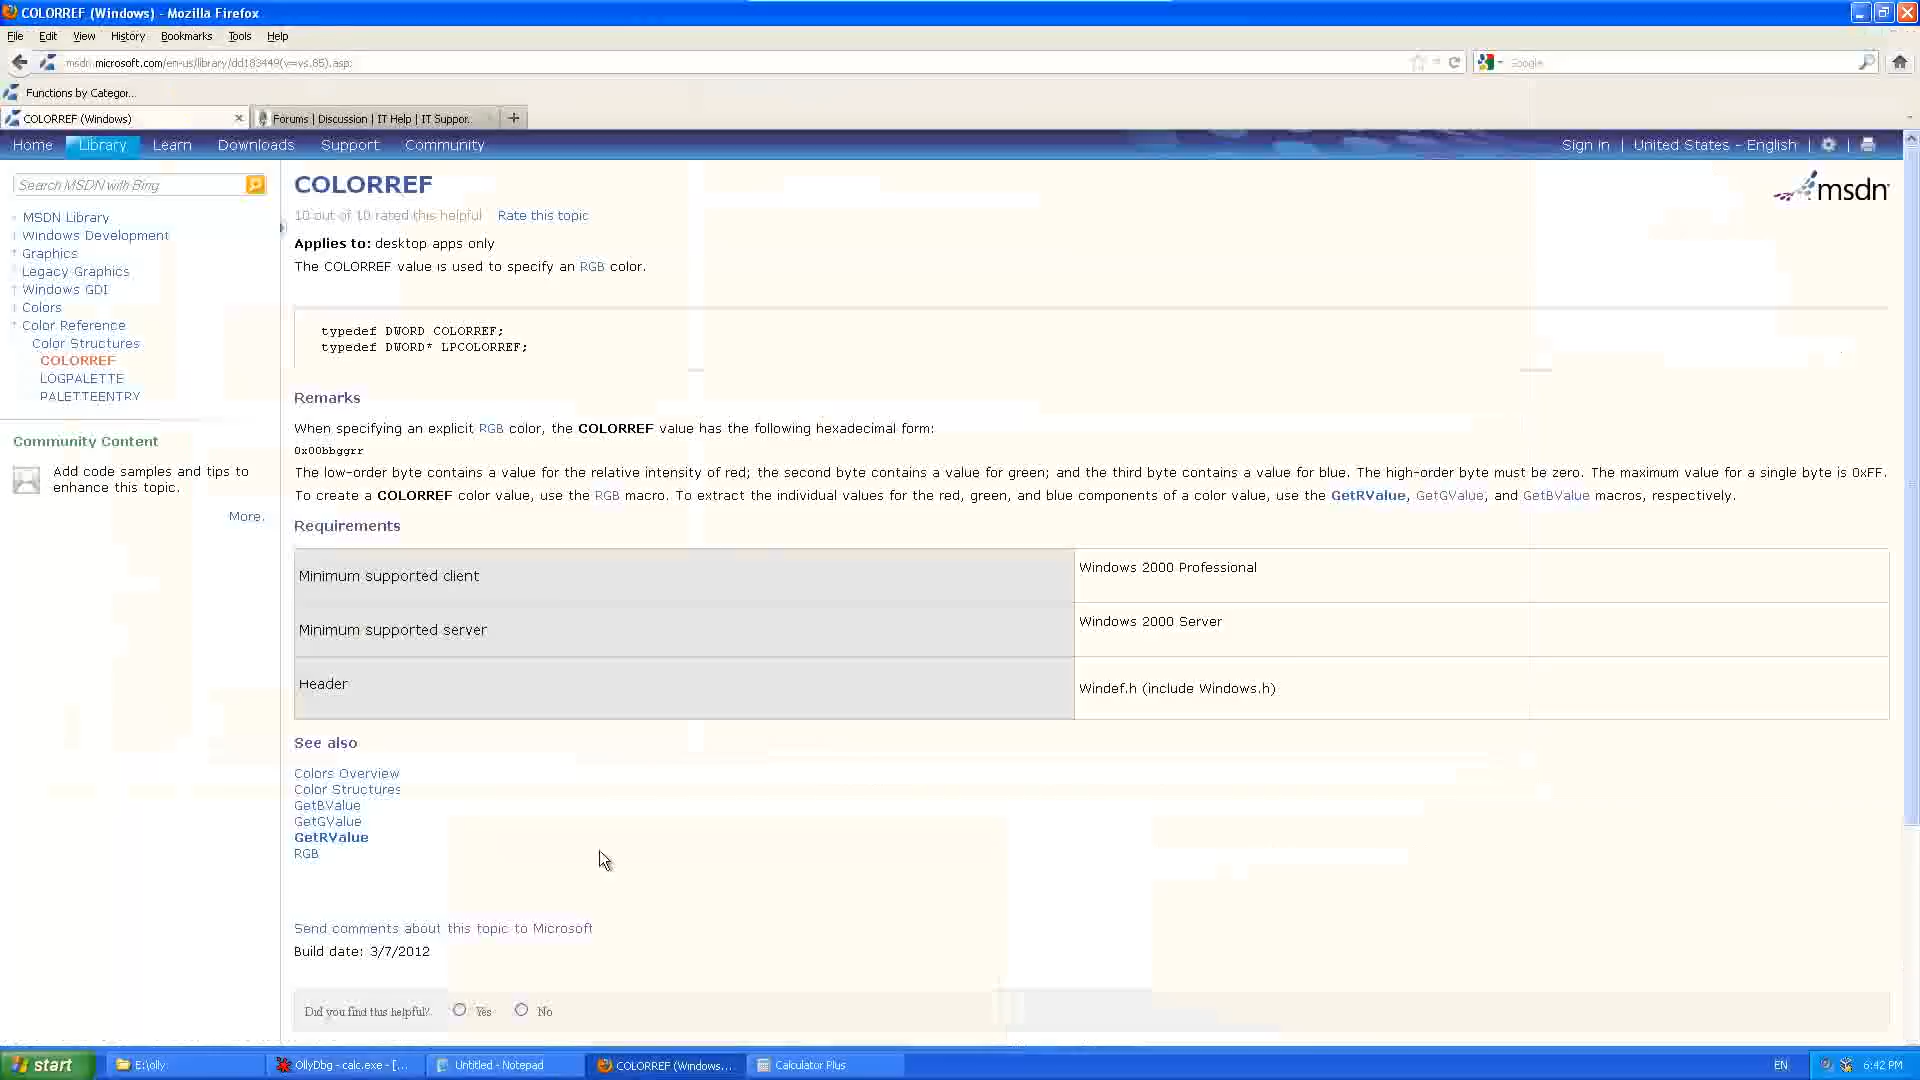 COLORREF (Windows) - Mozilla Firefox
File Edit View History Bookmarks Tools Help
msdn.microsoft.com/en-us/library/dd183449(v=vs.85).asp:
Google
Functions by Categor...
COLORREF (Windows)
Forums | Discussion | IT Help | IT Suppor...
Home Library Learn Downloads Support Community
Sign in | United States - English
Search MSDN with Bing
MSDN Library
Windows Development
Graphics
Legacy Graphics
Windows GDI
Colors
Color Reference
Color Structures
COLORREF
LOGPALETTE
PALETTEENTRY
Community Content
Add code samples and tips to
enhance this topic.
More.
msdn
COLORREF
10 out of 10 rated this helpful Rate this topic
Applies to: desktop apps only
The COLORREF value is used to specify an RGB color.
typedef DWORD COLORREF;
typedef DWORD* LPCOLORREF;
Remarks
When specifying an explicit RGB color, the COLORREF value has the following hexadecimal form:
0x00bbggrr
The low-order byte contains a value for the relative intensity of red; the second byte contains a value for green; and the third byte contains a value for blue. The high-order byte must be zero. The maximum value for a single byte is 0xFF.
To create a COLORREF color value, use the RGB macro. To extract the individual values for the red, green, and blue components of a color value, use the GetRValue, GetGValue, and GetBValue macros, respectively.
Requirements
Minimum supported client
Windows 2000 Professional
Minimum supported server
Windows 2000 Server
Header
Windef.h (include Windows.h)
See also
Colors Overview
Color Structures
GetBValue
GetGValue
GetRValue
RGB
Send comments about this topic to Microsoft
Build date: 3/7/2012
Did you find this helpful? Yes No
start
E:\olly
OllyDbg - calc.exe - [...
Untitled - Notepad
COLORREF (Windows...
Calculator Plus
EN
6:42 PM